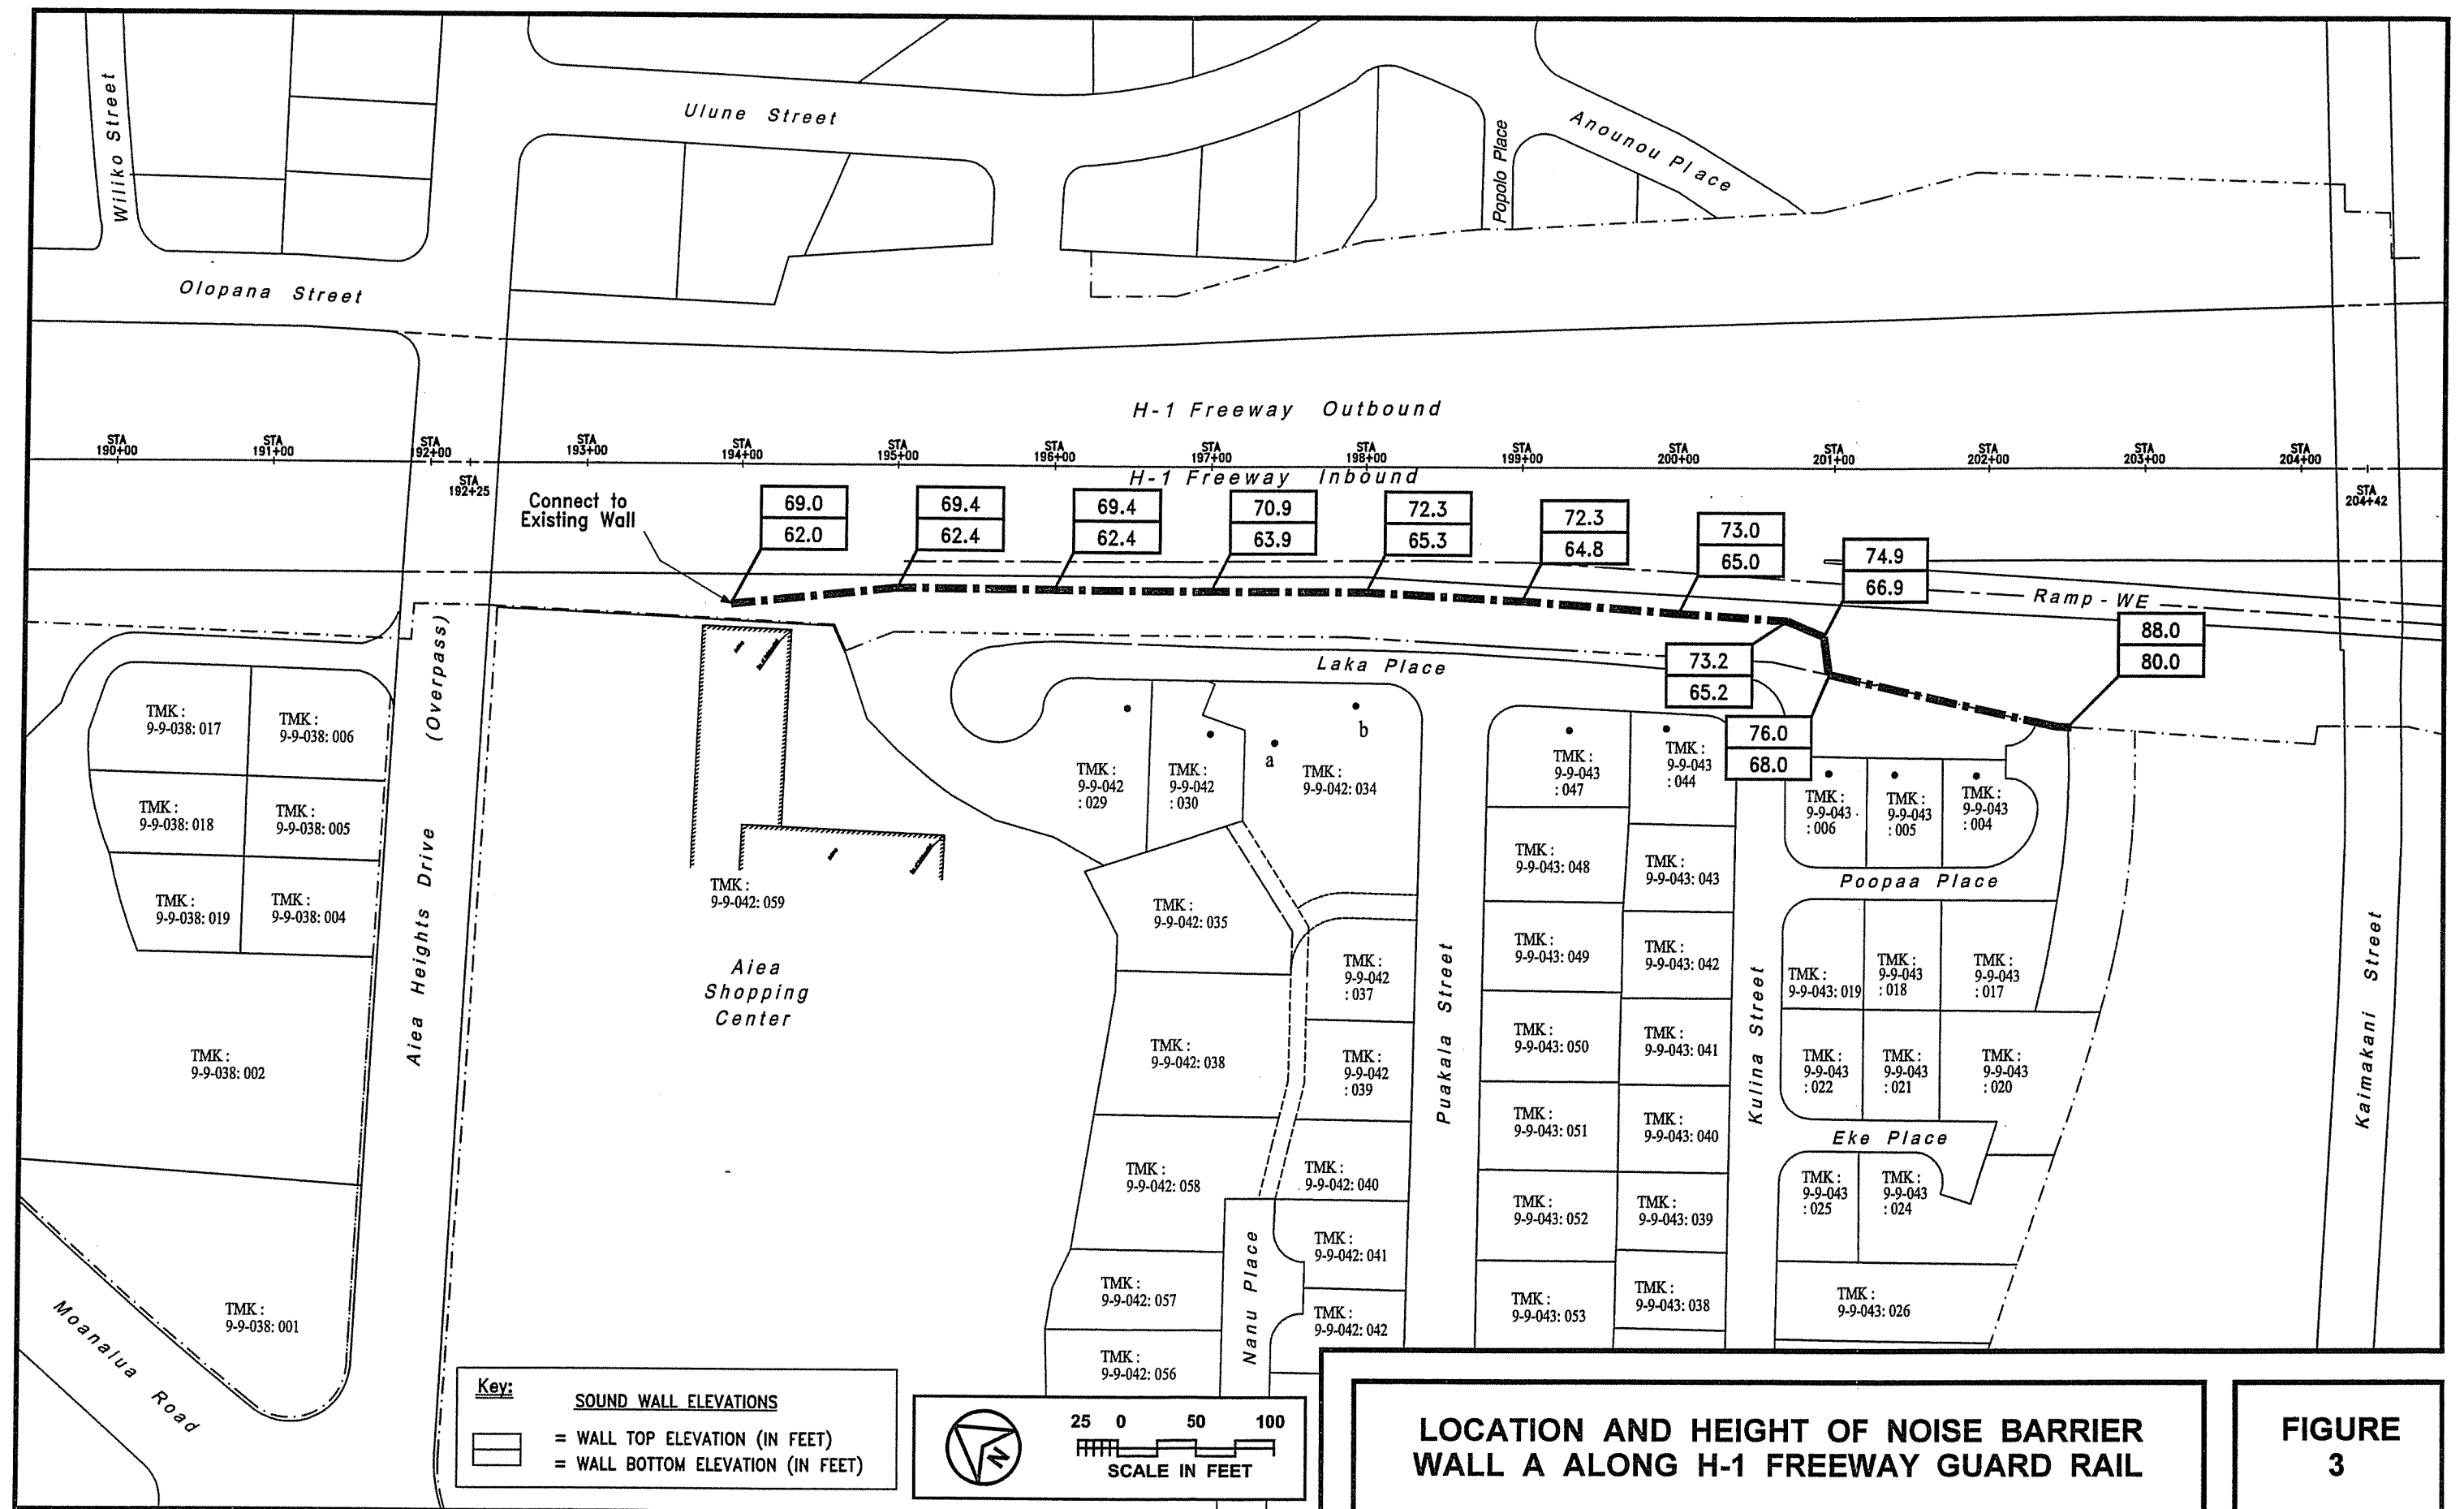 Wiliko Street
Ulune Street
Popolo Place
Anounou Place
Olopana Street
H-1 Freeway Outbound
STA
190+00
STA
191+00
STA
192+00
STA
193+00
STA
194+00
STA
195+00
STA
196+00
STA
197+00
STA
198+00
STA
199+00
STA
200+00
STA
201+00
STA
202+00
STA
203+00
STA
204+00
H-1 Freeway Inbound
STA
192+25
STA
204+42
Connect to
Existing Wall
69.0
62.0
69.4
62.4
69.4
62.4
70.9
63.9
72.3
65.3
72.3
64.8
73.0
65.0
74.9
66.9
Ramp-WE
88.0
80.0
73.2
65.2
76.0
68.0
Laka Place
Aiea Heights Drive (Overpass)
TMK:
9-9-038: 017
TMK:
9-9-038: 006
TMK:
9-9-038: 018
TMK:
9-9-038: 005
TMK:
9-9-038: 019
TMK:
9-9-038: 004
TMK:
9-9-038: 002
TMK:
9-9-038: 001
Moanalua Road
TMK:
9-9-042: 059
Aiea
Shopping
Center
TMK:
9-9-042
: 029
TMK:
9-9-042
: 030
a
b
TMK:
9-9-042: 034
TMK:
9-9-042: 035
TMK:
9-9-042
: 037
TMK:
9-9-042: 038
TMK:
9-9-042
: 039
TMK:
9-9-042: 058
TMK:
9-9-042: 040
TMK:
9-9-042: 041
TMK:
9-9-042: 057
TMK:
9-9-042: 042
TMK:
9-9-042: 056
Nanu Place
Puakala Street
TMK:
9-9-043
: 047
TMK:
9-9-043
: 044
TMK:
9-9-043: 048
TMK:
9-9-043: 043
TMK:
9-9-043: 049
TMK:
9-9-043: 042
TMK:
9-9-043: 050
TMK:
9-9-043: 041
TMK:
9-9-043: 051
TMK:
9-9-043: 040
TMK:
9-9-043: 052
TMK:
9-9-043: 039
TMK:
9-9-043: 053
TMK:
9-9-043: 038
Kulina Street
TMK:
9-9-043
: 006
TMK:
9-9-043
: 005
TMK:
9-9-043
: 004
Poopaa Place
TMK:
9-9-043: 019
TMK:
9-9-043
: 018
TMK:
9-9-043
: 017
TMK:
9-9-043
: 022
TMK:
9-9-043
: 021
TMK:
9-9-043
: 020
Eke Place
TMK:
9-9-043
: 025
TMK:
9-9-043
: 024
TMK:
9-9-043: 026
Kaimakani Street
Key:
SOUND WALL ELEVATIONS
= WALL TOP ELEVATION (IN FEET)
= WALL BOTTOM ELEVATION (IN FEET)
N
25 0 50 100
SCALE IN FEET
LOCATION AND HEIGHT OF NOISE BARRIER
WALL A ALONG H-1 FREEWAY GUARD RAIL
FIGURE
3